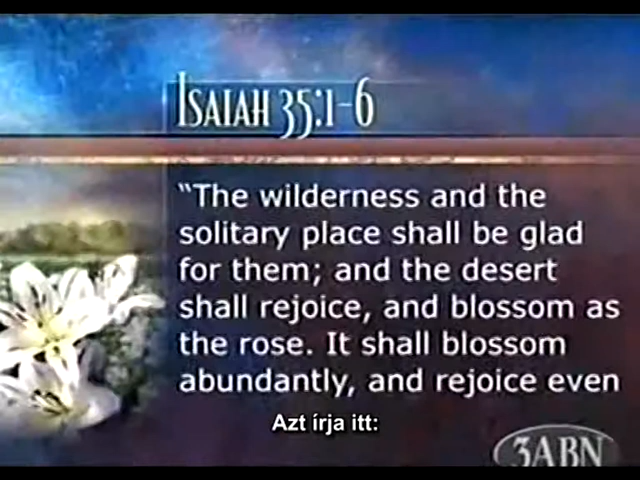 Isaiah 35:1-6
"The wilderness and the
solitary place shall be glad
for them; and the desert
shall rejoice, and blossom as
the rose. It shall blossom
abundantly, and rejoice even
Azt írja itt:
3ABN